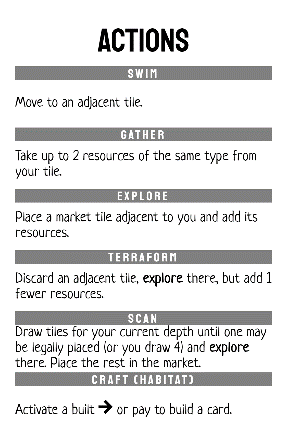 ACTIONS
SWIM
Move to an adjacent tile.
GATHER
Take up to 2 resources of the same type from
your tile.
EXPLORE
Place a market tile adjacent to you and add its
resources.
TERRAFORM
Discard an adjacent tile, explore there, but add 1
fewer resources.
SCAN
Draw tiles for your current depth until one may
be legally placed (or you draw 4) and explore
there. Place the rest in the market.
CRAFT (HABITAT)
Activate a built → or pay to build a card.